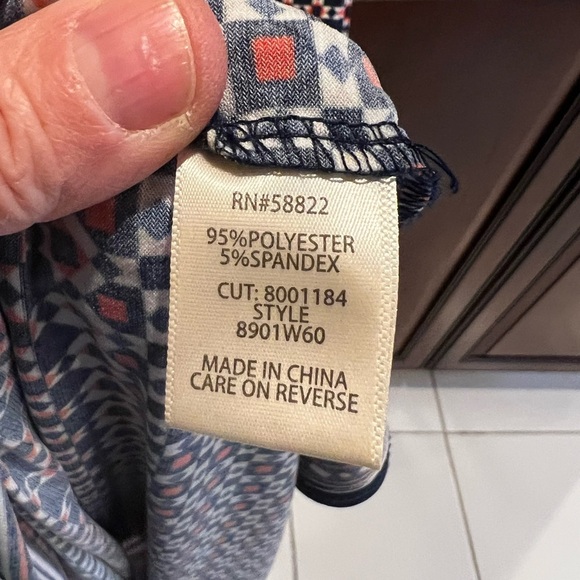 RN#58822
95%POLYESTER
5%SPANDEX
CUT: 8001184
STYLE
8901W60
MADE IN CHINA
CARE ON REVERSE